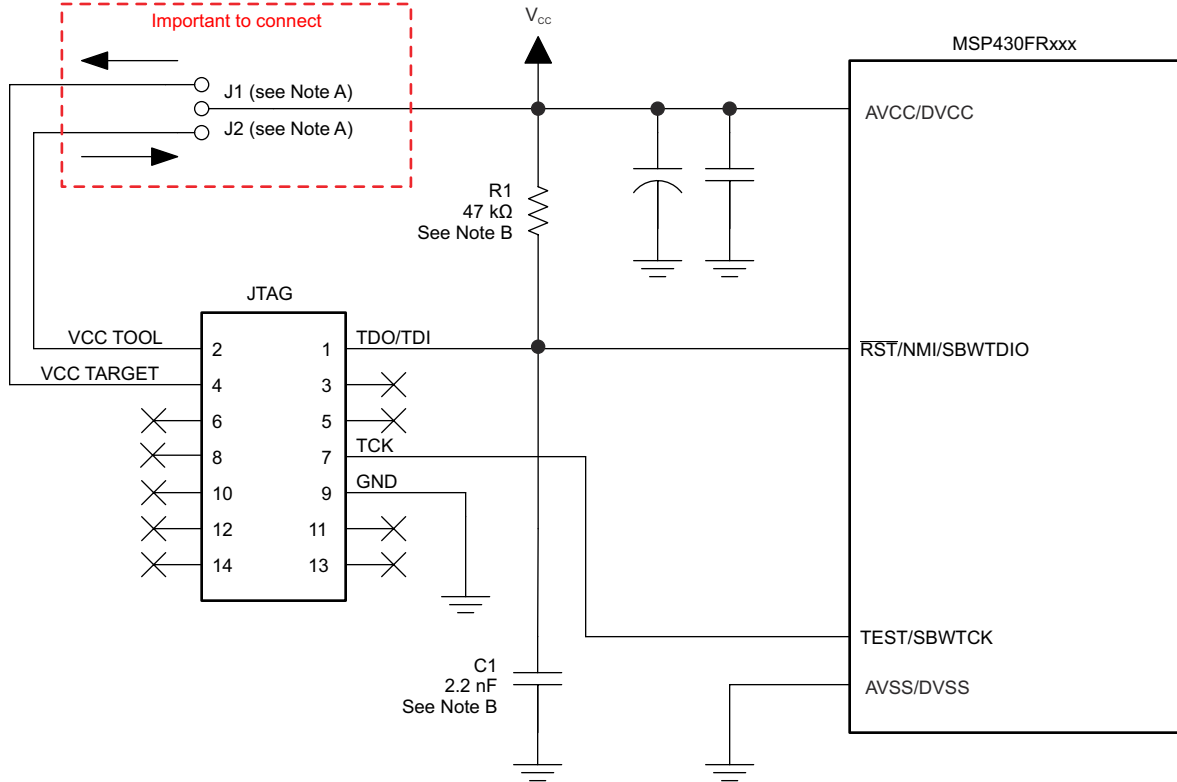 Important to connect
VCC
MSP430FRxxx
J1 (see Note A)
J2 (see Note A)
AVCC/DVCC
R1
47 kΩ
See Note B
JTAG
VCC TOOL
2
1
TDO/TDI
RST/NMI/SBWTDIO
VCC TARGET
4
3
6
5
8
7
TCK
10
9
GND
12
11
14
13
TEST/SBWTCK
C1
2.2 nF
See Note B
AVSS/DVSS